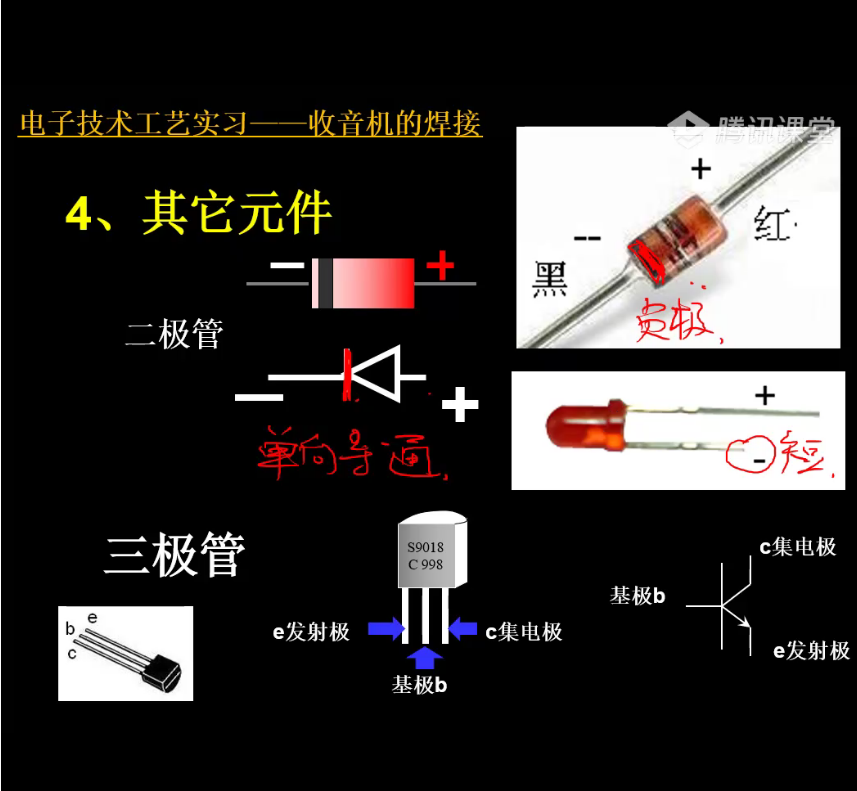 腾讯课堂
电子技术工艺实习——收音机的焊接
4、其它元件
+
--
红
黑
负极
— +
二极管
— +
单向导通
+
-
短
三极管
S9018
C 998
c集电极
基极b
e发射极
e发射极
c集电极
基极b
e
b
c